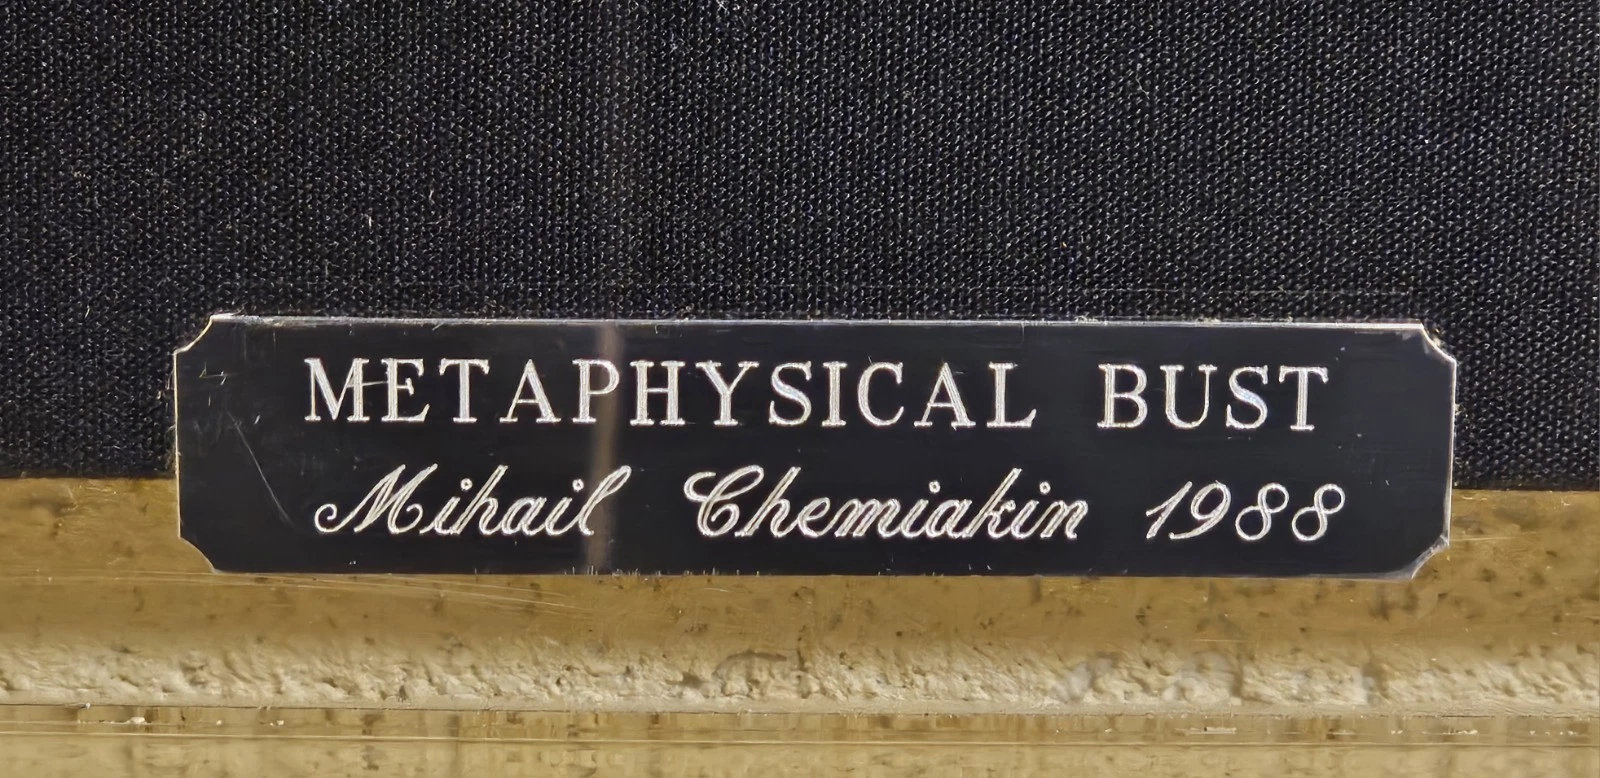 METAPHYSICAL BUST
Mihail Chemiakin 1988